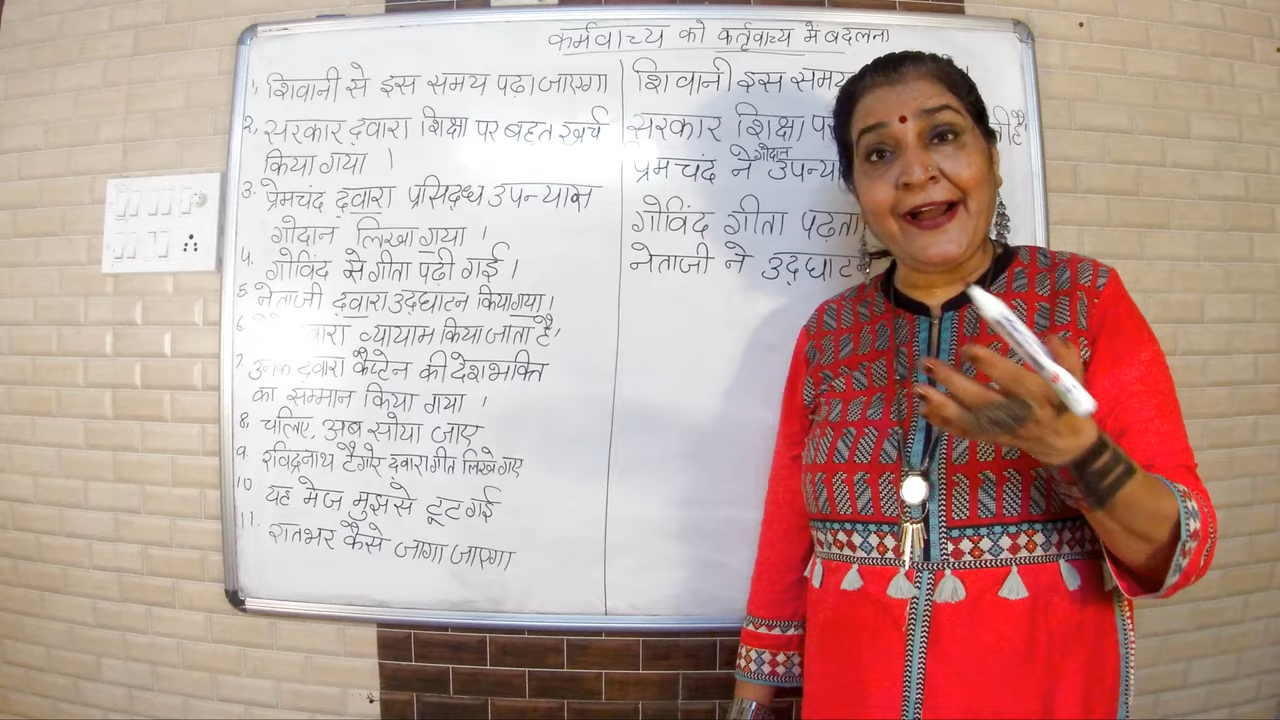 कर्मवाच्य को कर्तृवाच्य में बदलना
1. शिवानी से इस समय पढ़ा जाएगा
2. सरकार द्वारा शिक्षा पर बहुत खर्च
किया गया ।
3. प्रेमचंद द्वारा प्रसिद्ध उपन्यास
गोदान लिखा गया ।
4. गोविंद से गीता पढ़ी गई ।
5. नेताजी द्वारा उद्घाटन किया गया ।
6. व्यायाम किया जाता है
7. उनके द्वारा कैप्टेन की देशभक्ति
का सम्मान किया गया ।
8. चलिए, अब सोया जाए
9. रविद्रनाथ टैगोर द्वारा गीत लिखे गए
10 यह मेज मुझसे टूट गई
11. रातभर कैसे जागा जाएगा
शिवानी इस समय
सरकार शिक्षा पर
गोदान
प्रेमचंद ने
गोविंद गीता
नेताजी ने उद्घाटन